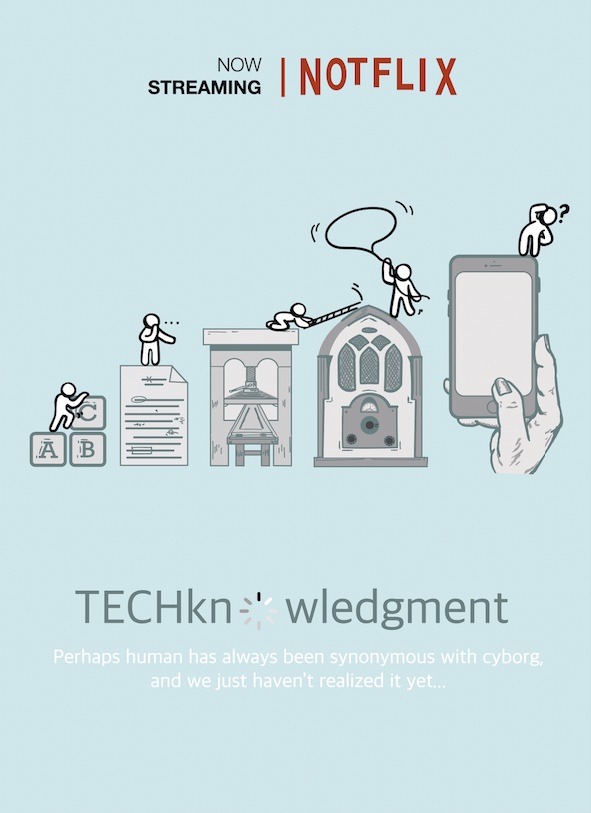 NOW
STREAMING
NOTFLIX
?
...
C
A B
TECHkn wledgment
Perhaps human has always been synonymous with cyborg,
and we just haven't realized it yet...